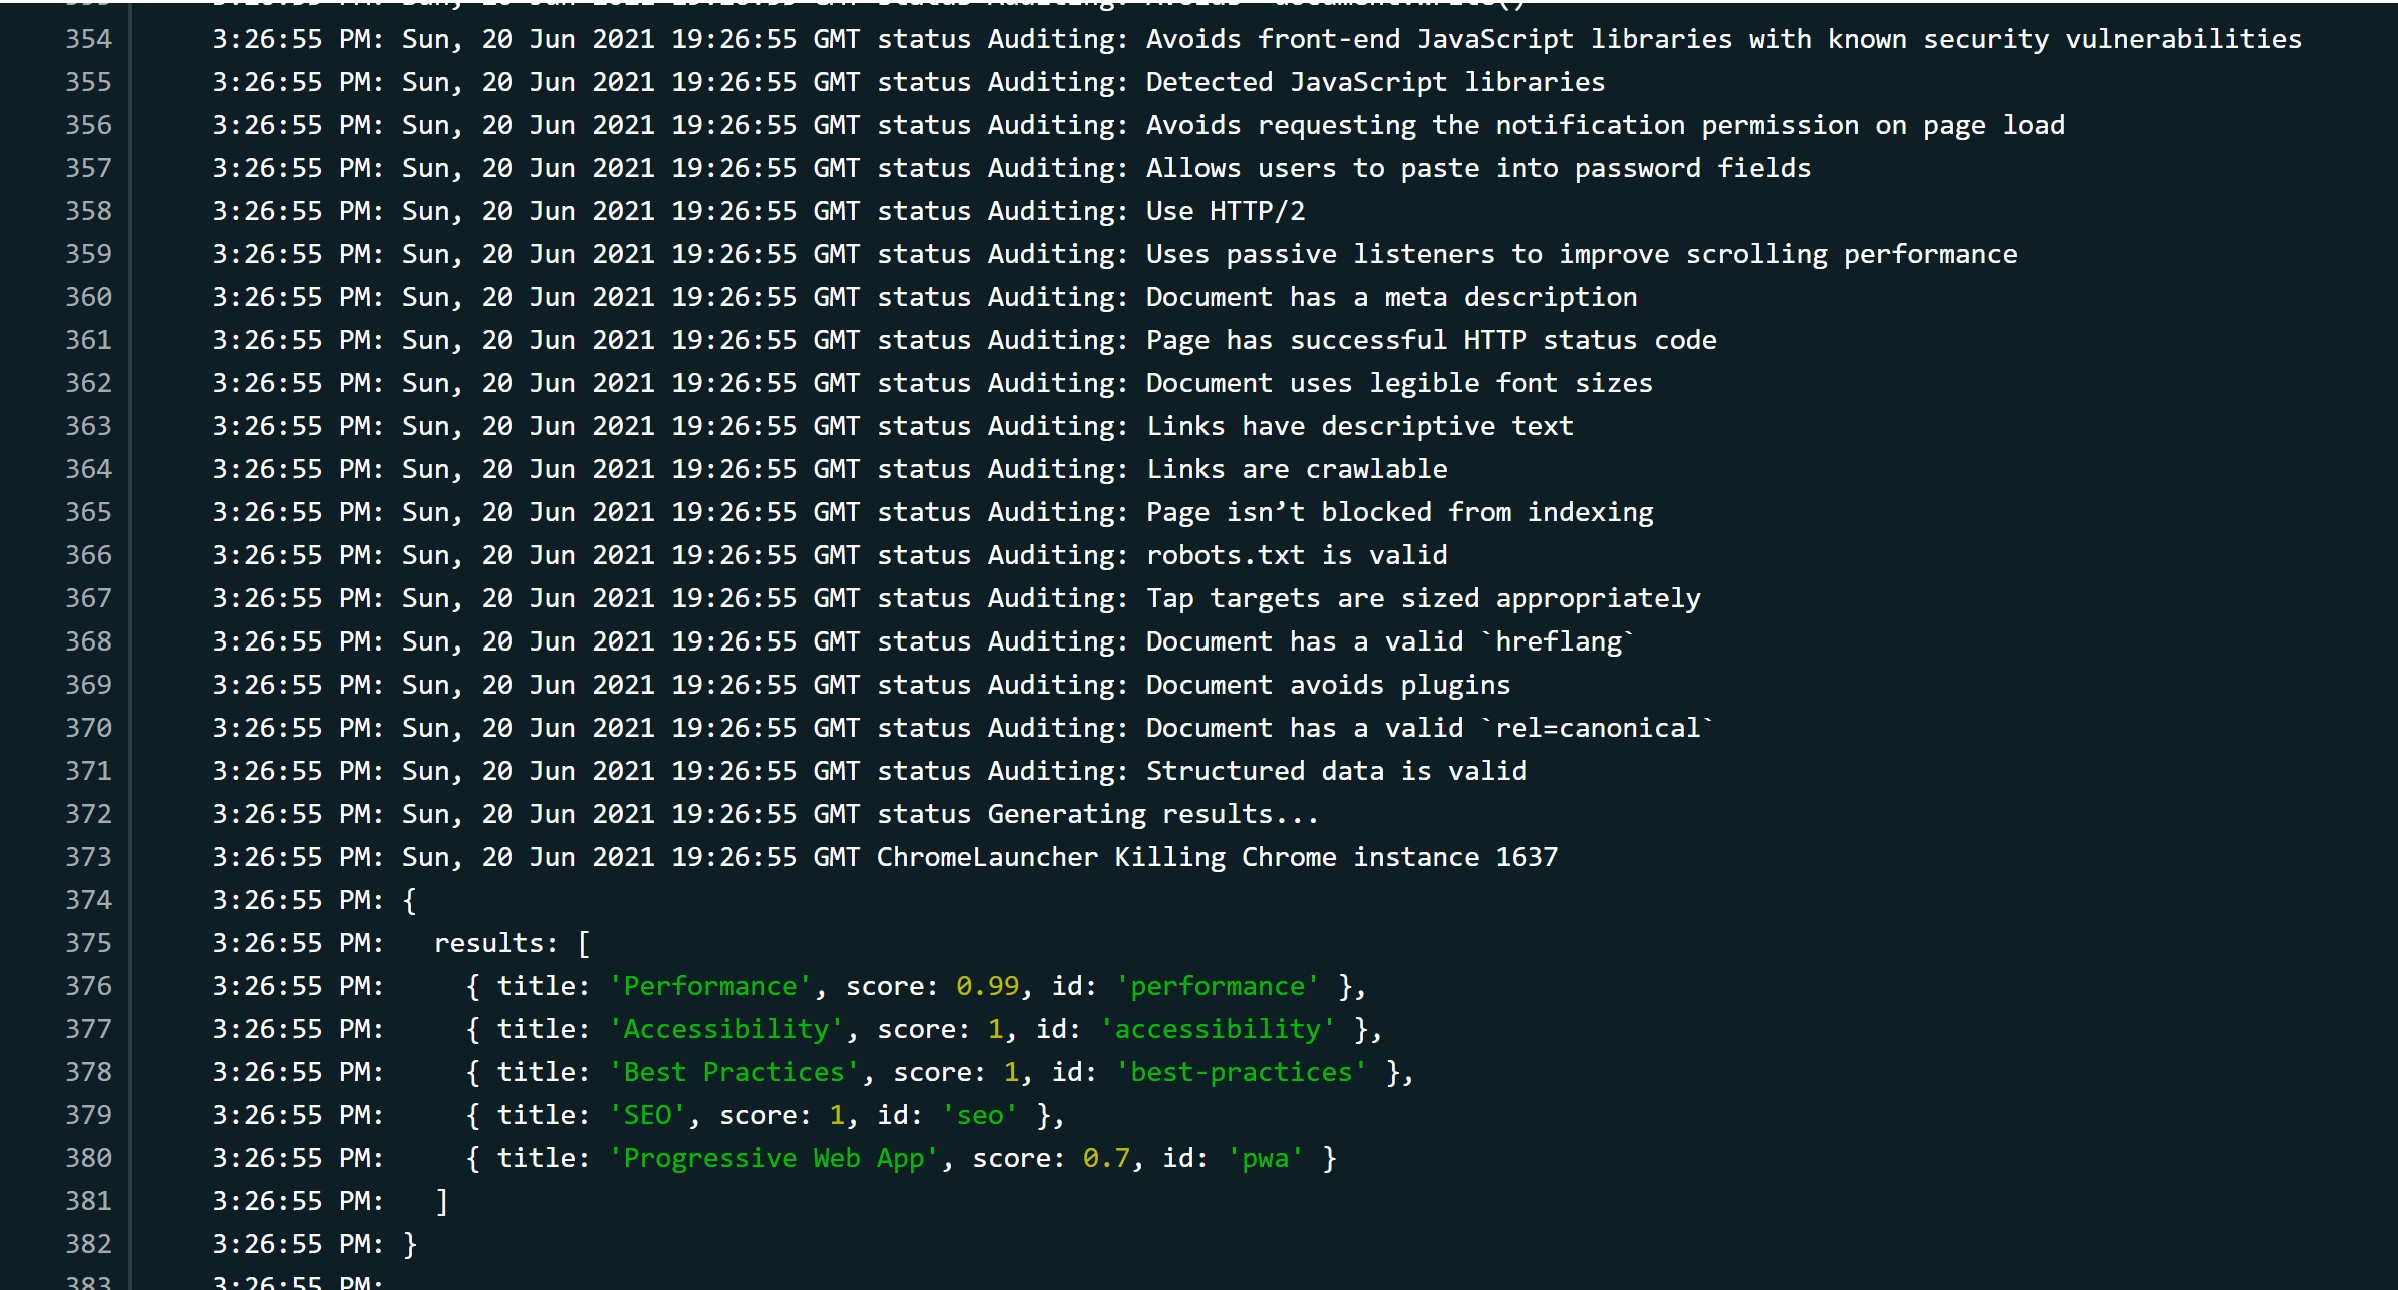 354 3:26:55 PM: Sun, 20 Jun 2021 19:26:55 GMT status Auditing: Avoids front-end JavaScript libraries with known security vulnerabilities
355 3:26:55 PM: Sun, 20 Jun 2021 19:26:55 GMT status Auditing: Detected JavaScript libraries
356 3:26:55 PM: Sun, 20 Jun 2021 19:26:55 GMT status Auditing: Avoids requesting the notification permission on page load
357 3:26:55 PM: Sun, 20 Jun 2021 19:26:55 GMT status Auditing: Allows users to paste into password fields
358 3:26:55 PM: Sun, 20 Jun 2021 19:26:55 GMT status Auditing: Use HTTP/2
359 3:26:55 PM: Sun, 20 Jun 2021 19:26:55 GMT status Auditing: Uses passive listeners to improve scrolling performance
360 3:26:55 PM: Sun, 20 Jun 2021 19:26:55 GMT status Auditing: Document has a meta description
361 3:26:55 PM: Sun, 20 Jun 2021 19:26:55 GMT status Auditing: Page has successful HTTP status code
362 3:26:55 PM: Sun, 20 Jun 2021 19:26:55 GMT status Auditing: Document uses legible font sizes
363 3:26:55 PM: Sun, 20 Jun 2021 19:26:55 GMT status Auditing: Links have descriptive text
364 3:26:55 PM: Sun, 20 Jun 2021 19:26:55 GMT status Auditing: Links are crawlable
365 3:26:55 PM: Sun, 20 Jun 2021 19:26:55 GMT status Auditing: Page isn’t blocked from indexing
366 3:26:55 PM: Sun, 20 Jun 2021 19:26:55 GMT status Auditing: robots.txt is valid
367 3:26:55 PM: Sun, 20 Jun 2021 19:26:55 GMT status Auditing: Tap targets are sized appropriately
368 3:26:55 PM: Sun, 20 Jun 2021 19:26:55 GMT status Auditing: Document has a valid `hreflang`
369 3:26:55 PM: Sun, 20 Jun 2021 19:26:55 GMT status Auditing: Document avoids plugins
370 3:26:55 PM: Sun, 20 Jun 2021 19:26:55 GMT status Auditing: Document has a valid `rel=canonical`
371 3:26:55 PM: Sun, 20 Jun 2021 19:26:55 GMT status Auditing: Structured data is valid
372 3:26:55 PM: Sun, 20 Jun 2021 19:26:55 GMT status Generating results...
373 3:26:55 PM: Sun, 20 Jun 2021 19:26:55 GMT ChromeLauncher Killing Chrome instance 1637
374 3:26:55 PM: {
375 3:26:55 PM:   results: [
376 3:26:55 PM:     { title: 'Performance', score: 0.99, id: 'performance' },
377 3:26:55 PM:     { title: 'Accessibility', score: 1, id: 'accessibility' },
378 3:26:55 PM:     { title: 'Best Practices', score: 1, id: 'best-practices' },
379 3:26:55 PM:     { title: 'SEO', score: 1, id: 'seo' },
380 3:26:55 PM:     { title: 'Progressive Web App', score: 0.7, id: 'pwa' }
381 3:26:55 PM:   ]
382 3:26:55 PM: }
383 3:26:55 PM: